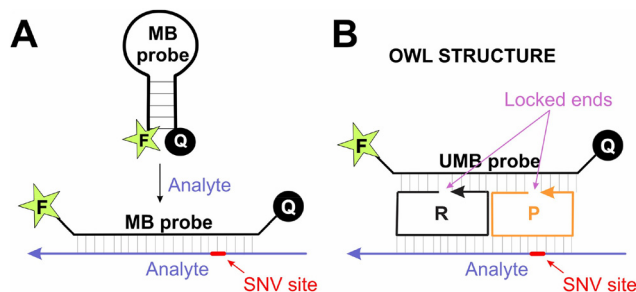 A
MB
probe
F
Q
Analyte
F
Q
MB probe
Analyte
SNV site
B
OWL STRUCTURE
Locked ends
F
Q
UMB probe
R
P
Analyte
SNV site